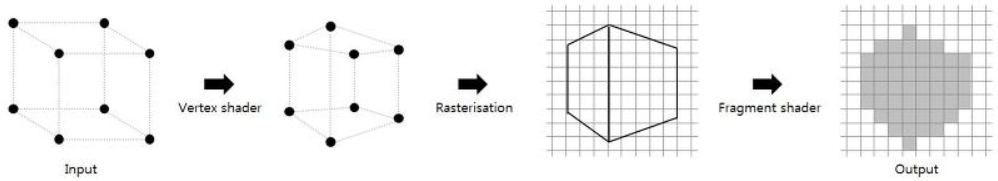 Vertex shader
Rasterisation
Fragment shader
Input
Output